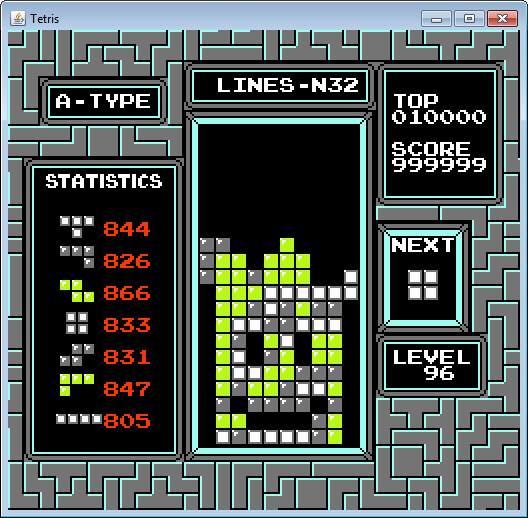 Tetris
A-TYPE
LINES-N32
TOP
010000
SCORE
999999
STATISTICS
844
826
866
833
831
847
805
NEXT
LEVEL
96